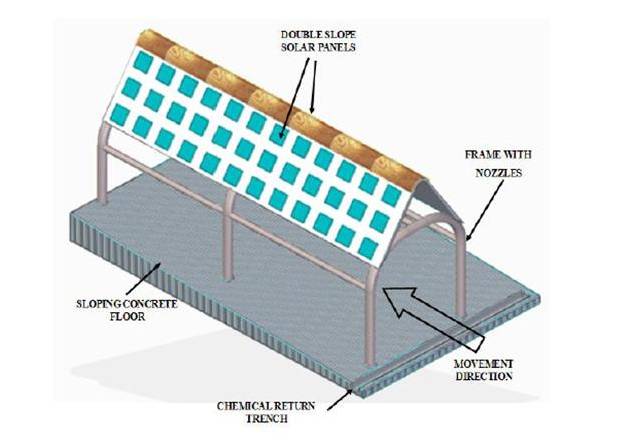 DOUBLE SLOPE
SOLAR PANELS
FRAME WITH
NOZZLES
SLOPING CONCRETE
FLOOR
MOVEMENT
DIRECTION
CHEMICAL RETURN
TRENCH